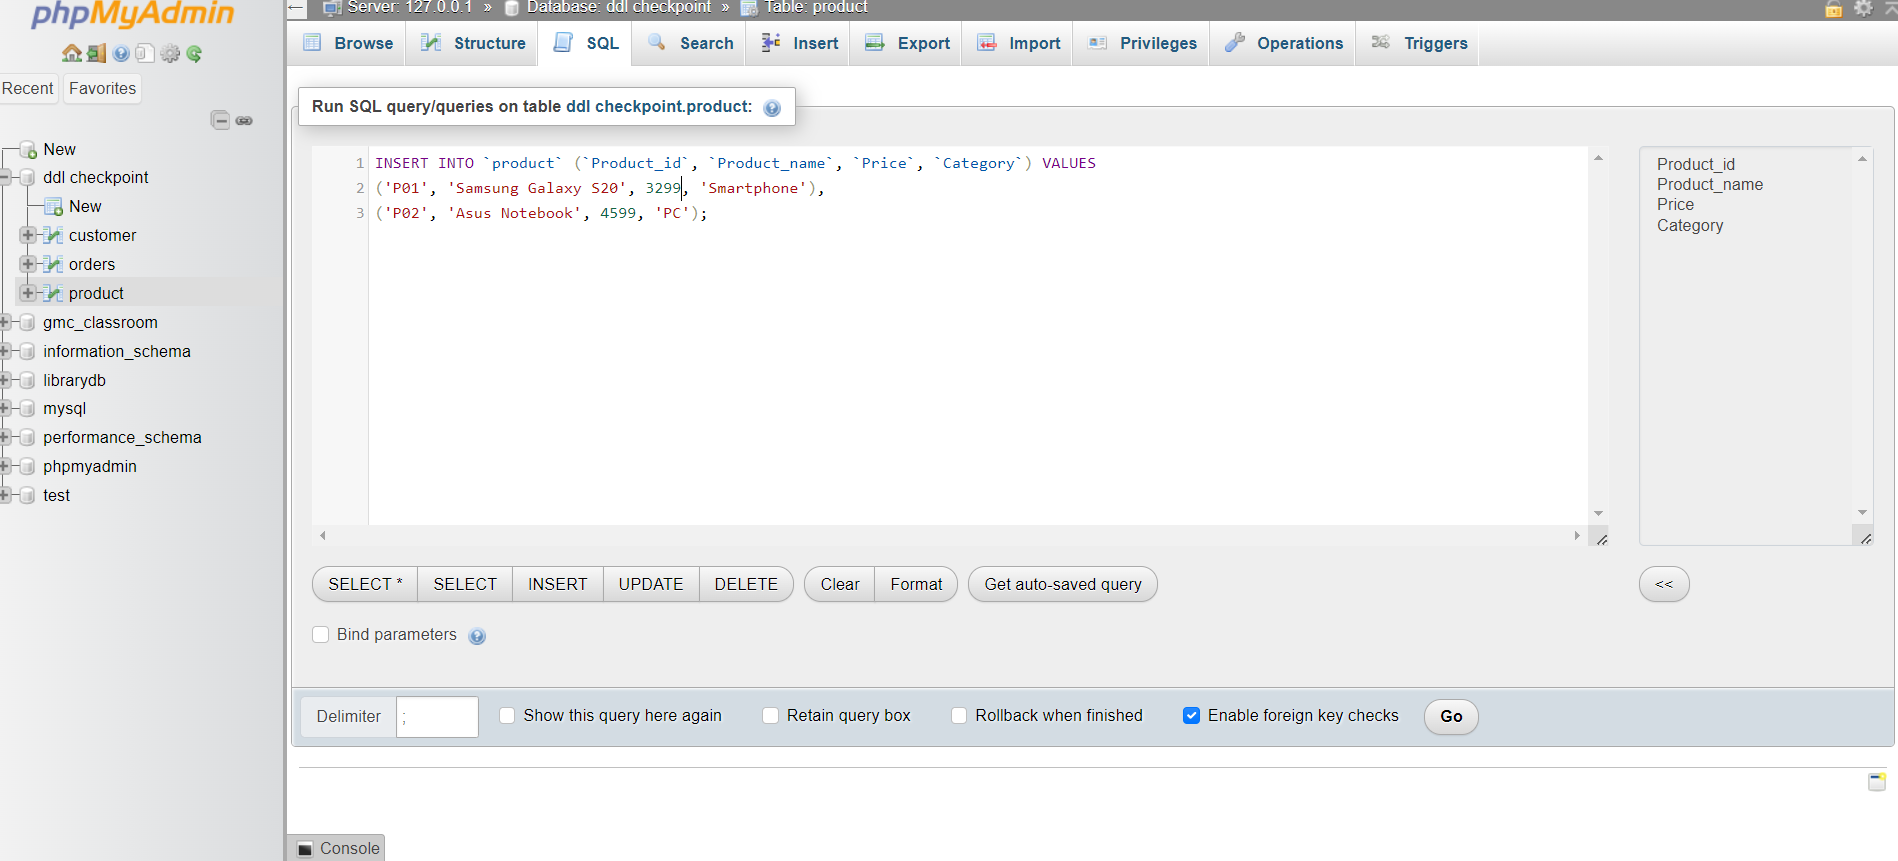 phpMyAdmin
Recent
Favorites
New
ddl checkpoint
New
customer
orders
product
gmc_classroom
information_schema
librarydb
mysql
performance_schema
phpmyadmin
test
Server: 127.0.0.1 » Database: ddl checkpoint » Table: product
Browse
Structure
SQL
Search
Insert
Export
Import
Privileges
Operations
Triggers
Run SQL query/queries on table ddl checkpoint.product:
1 INSERT INTO `product` (`Product_id`, `Product_name`, `Price`, `Category`) VALUES
2 ('P01', 'Samsung Galaxy S20', 3299, 'Smartphone'),
3 ('P02', 'Asus Notebook', 4599, 'PC');
Product_id
Product_name
Price
Category
SELECT *
SELECT
INSERT
UPDATE
DELETE
Clear
Format
Get auto-saved query
<<
Bind parameters
Delimiter
;
Show this query here again
Retain query box
Rollback when finished
Enable foreign key checks
Go
Console